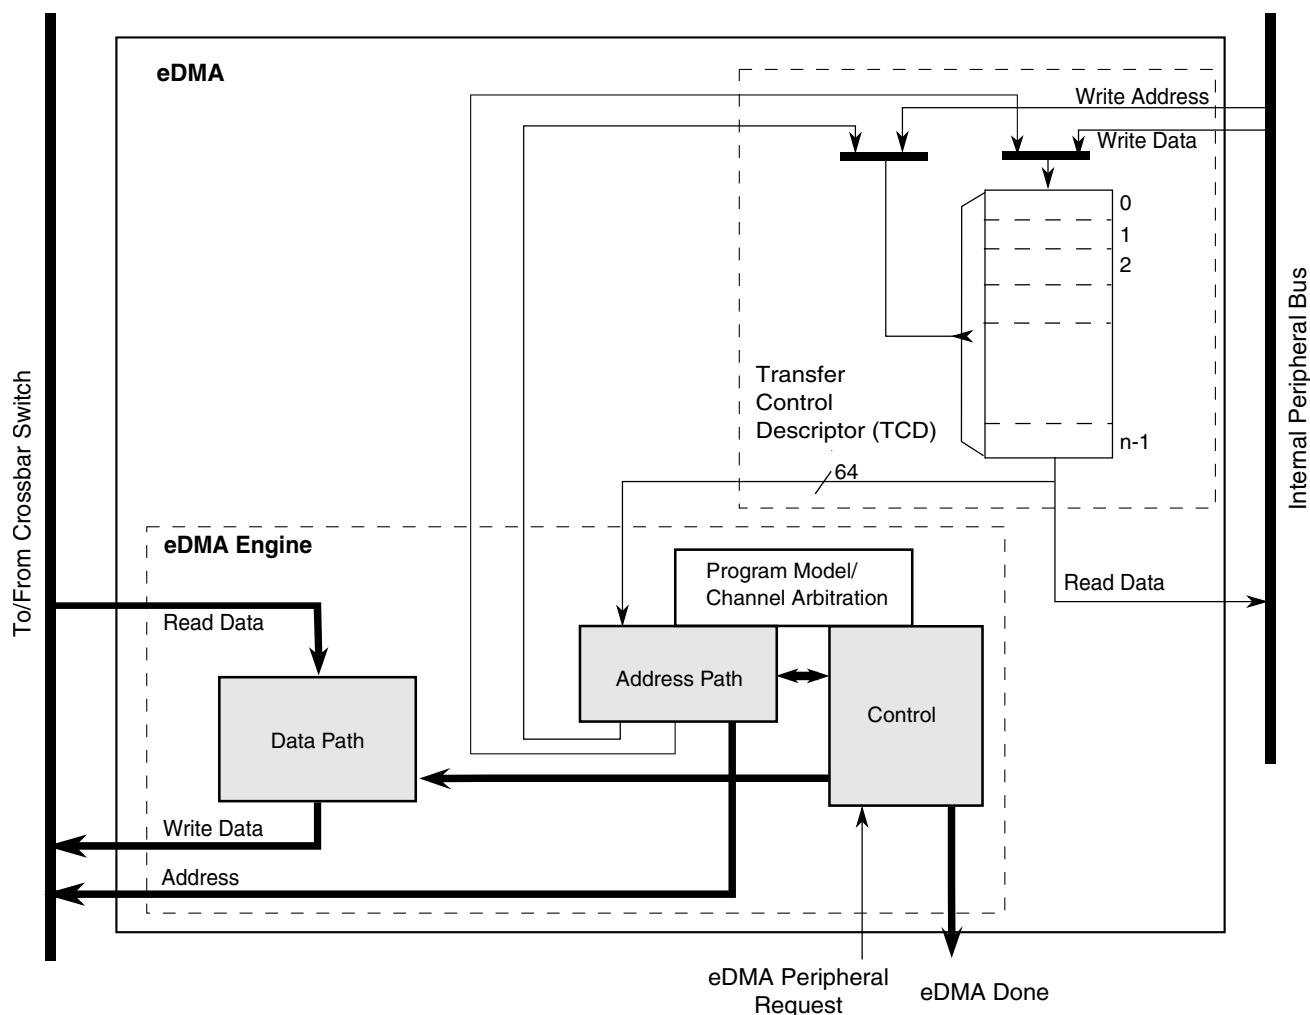 eDMA
Write Address
Write Data
0
1
2
n-1
Transfer
Control
Descriptor (TCD)
64
Internal Peripheral Bus
To/From Crossbar Switch
eDMA Engine
Program Model/
Channel Arbitration
Read Data
Read Data
Address Path
Control
Data Path
Write Data
Address
eDMA Peripheral
Request
eDMA Done